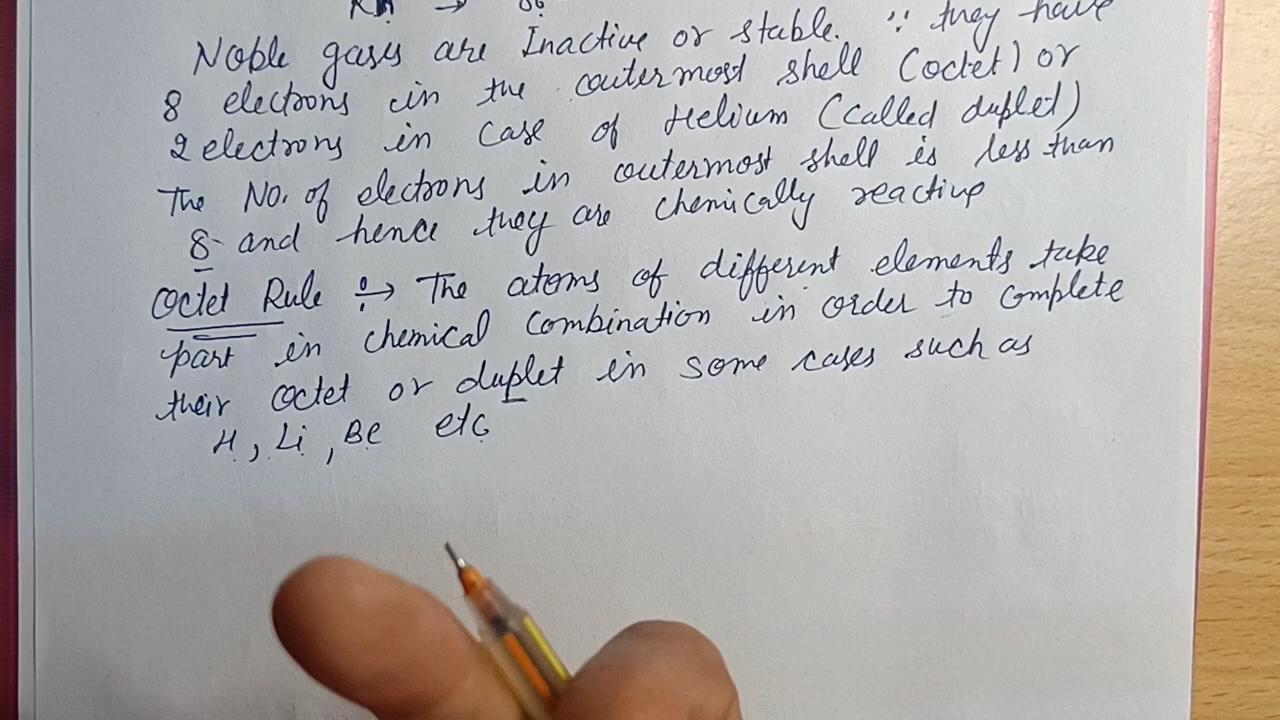 Rn → 86
Noble gases are Inactive or stable. ∵ they have
8 electrons in the outermost shell (octet) or
2 electrons in case of Helium (called duplet)
The No. of electrons in outermost shell is less than
8 and hence they are chemically reactive
Octet Rule :→ The atoms of different elements take
part in chemical combination in order to complete
their octet or duplet in some cases such as
H, Li, Be etc